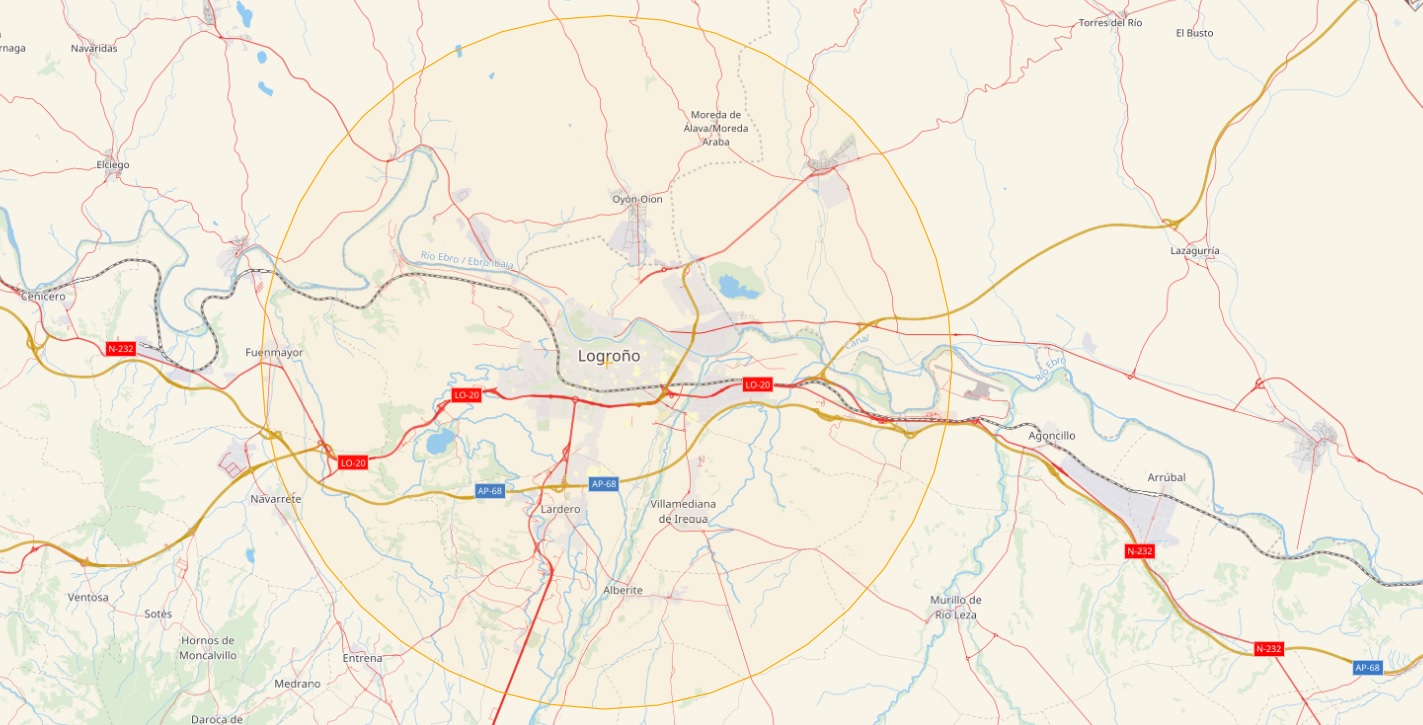 Torres del Río
El Busto
Navaridas
Moreda de
Álava/Moreda
Araba
Elciego
Oyón-Oion
Lazagurría
Río Ebro / Ebro Ibaia
Cenicero
N-232
Fuenmayor
Logroño
Canal
Río Ebro
LO-20
LO-20
LO-20
Agoncillo
Arrúbal
AP-68
AP-68
Navarrete
Lardero
Villamediana
de Iregua
N-232
Ventosa
Sotés
Alberite
Murillo de
Río Leza
Hornos de
Moncalvillo
Entrena
N-232
AP-68
Medrano
Daroca de